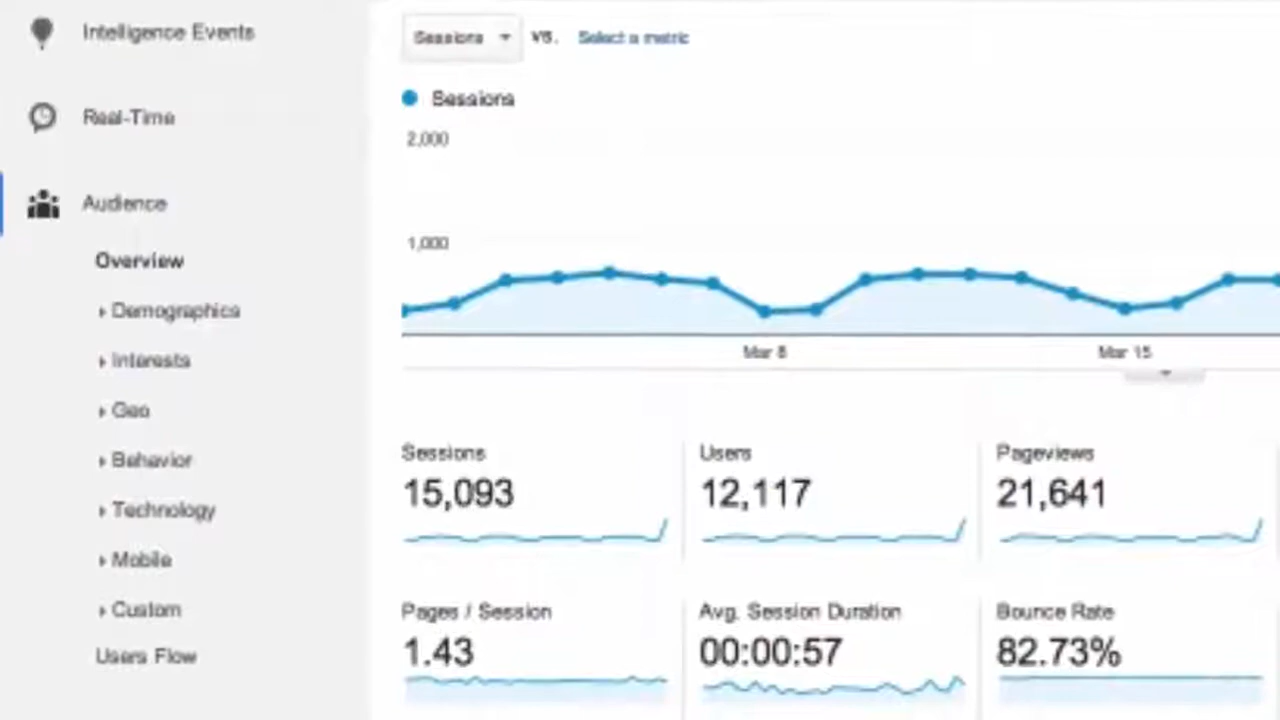 Intelligence Events
Real-Time
Audience
Overview
Demographics
Interests
Geo
Behavior
Technology
Mobile
Custom
Users Flow
Sessions vs. Select a metric
Sessions
2,000
1,000
Mar 8 Mar 15
Sessions Users Pageviews
15,093 12,117 21,641
Pages / Session Avg. Session Duration Bounce Rate
1.43 00:00:57 82.73%